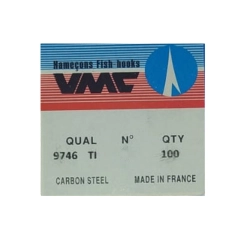 Hameçons Fish hooks
VMC
QUAL N° QTY
9746 TI 100
CARBON STEEL MADE IN FRANCE